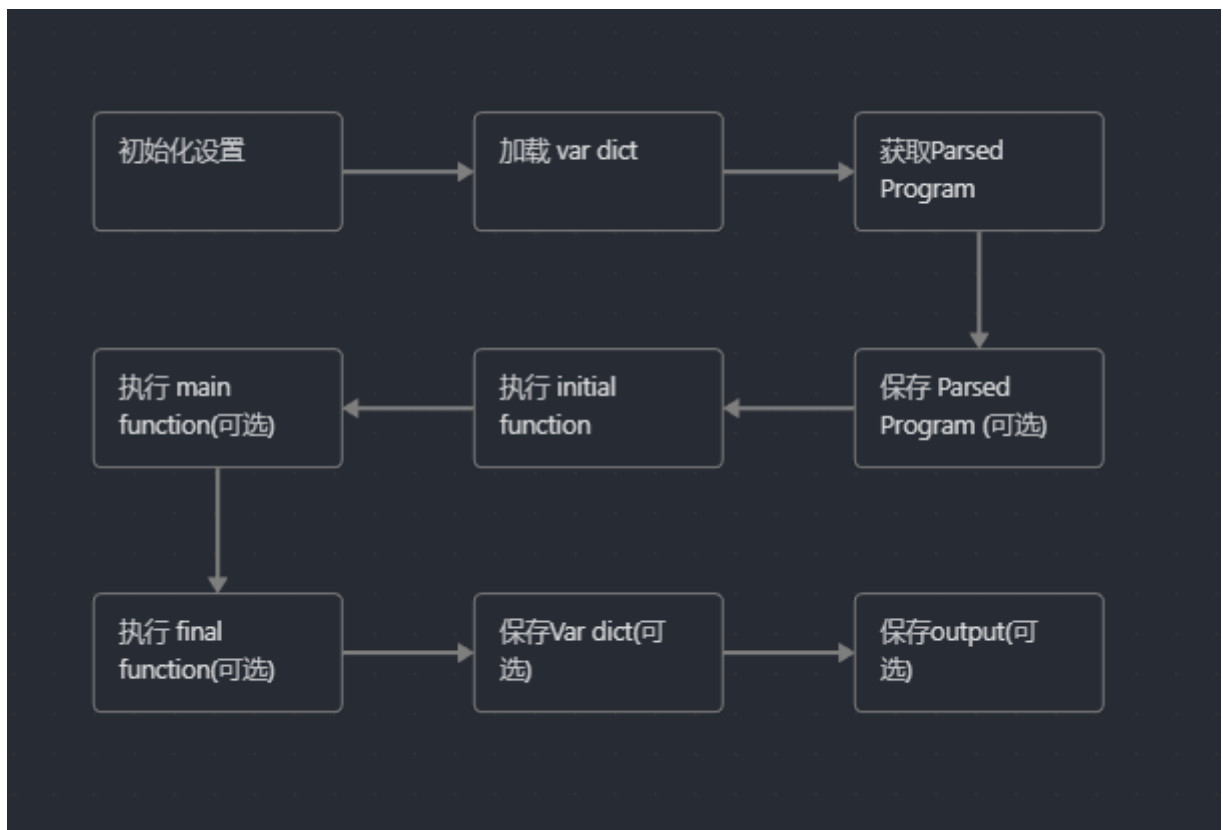 初始化设置
加载 var dict
获取Parsed
Program
保存 Parsed
Program (可选)
执行 initial
function
执行 main
function(可选)
执行 final
function(可选)
保存Var dict(可
选)
保存output(可
选)